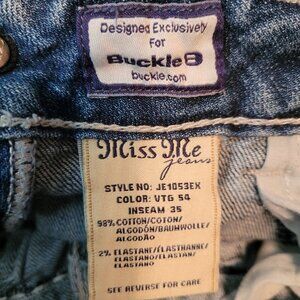 Designed Exclusively
For
Buckle B
buckle.com
Miss Me
jeans
STYLE NO: JE1053EX
COLOR: VTG 54
INSEAM 35
98% COTTON/COTON/
ALGODÓN/BAUMWOLLE/
ALGODÃO
2% ELASTANE/ÉLASTHANNE/
ELASTANO/ELASTAN/
ELASTANO
SEE REVERSE FOR CARE